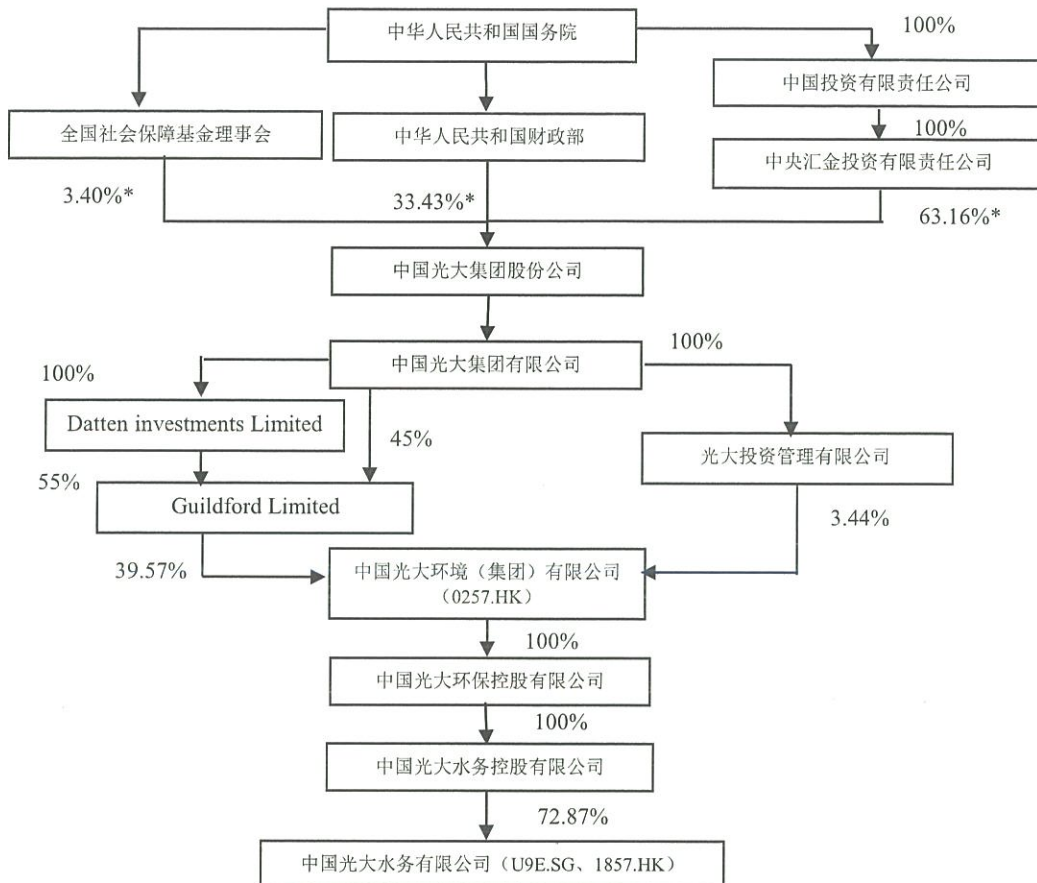 中华人民共和国国务院
100%
中国投资有限责任公司
全国社会保障基金理事会
中华人民共和国财政部
100%
中央汇金投资有限责任公司
3.40%*
33.43%*
63.16%*
中国光大集团股份公司
中国光大集团有限公司
100%
100%
Datten investments Limited
45%
光大投资管理有限公司
55%
Guildford Limited
3.44%
39.57%
中国光大环境（集团）有限公司
（0257.HK）
100%
中国光大环保控股有限公司
100%
中国光大水务控股有限公司
72.87%
中国光大水务有限公司（U9E.SG、1857.HK）